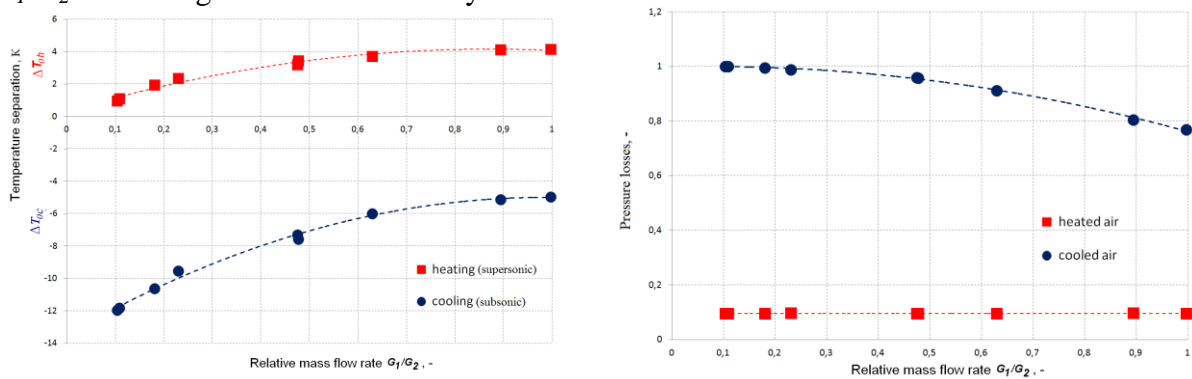 Temperature separation, K
ΔT0h
ΔT0c
6
4
2
0
-2
-4
-6
-8
-10
-12
-14
0 0,1 0,2 0,3 0,4 0,5 0,6 0,7 0,8 0,9 1
heating (supersonic)
cooling (subsonic)
Relative mass flow rate G1/G2 , -
Pressure losses, -
1,2
1
0,8
0,6
0,4
0,2
0
heated air
cooled air
0 0,1 0,2 0,3 0,4 0,5 0,6 0,7 0,8 0,9 1
Relative mass flow rate G1/G2 , -